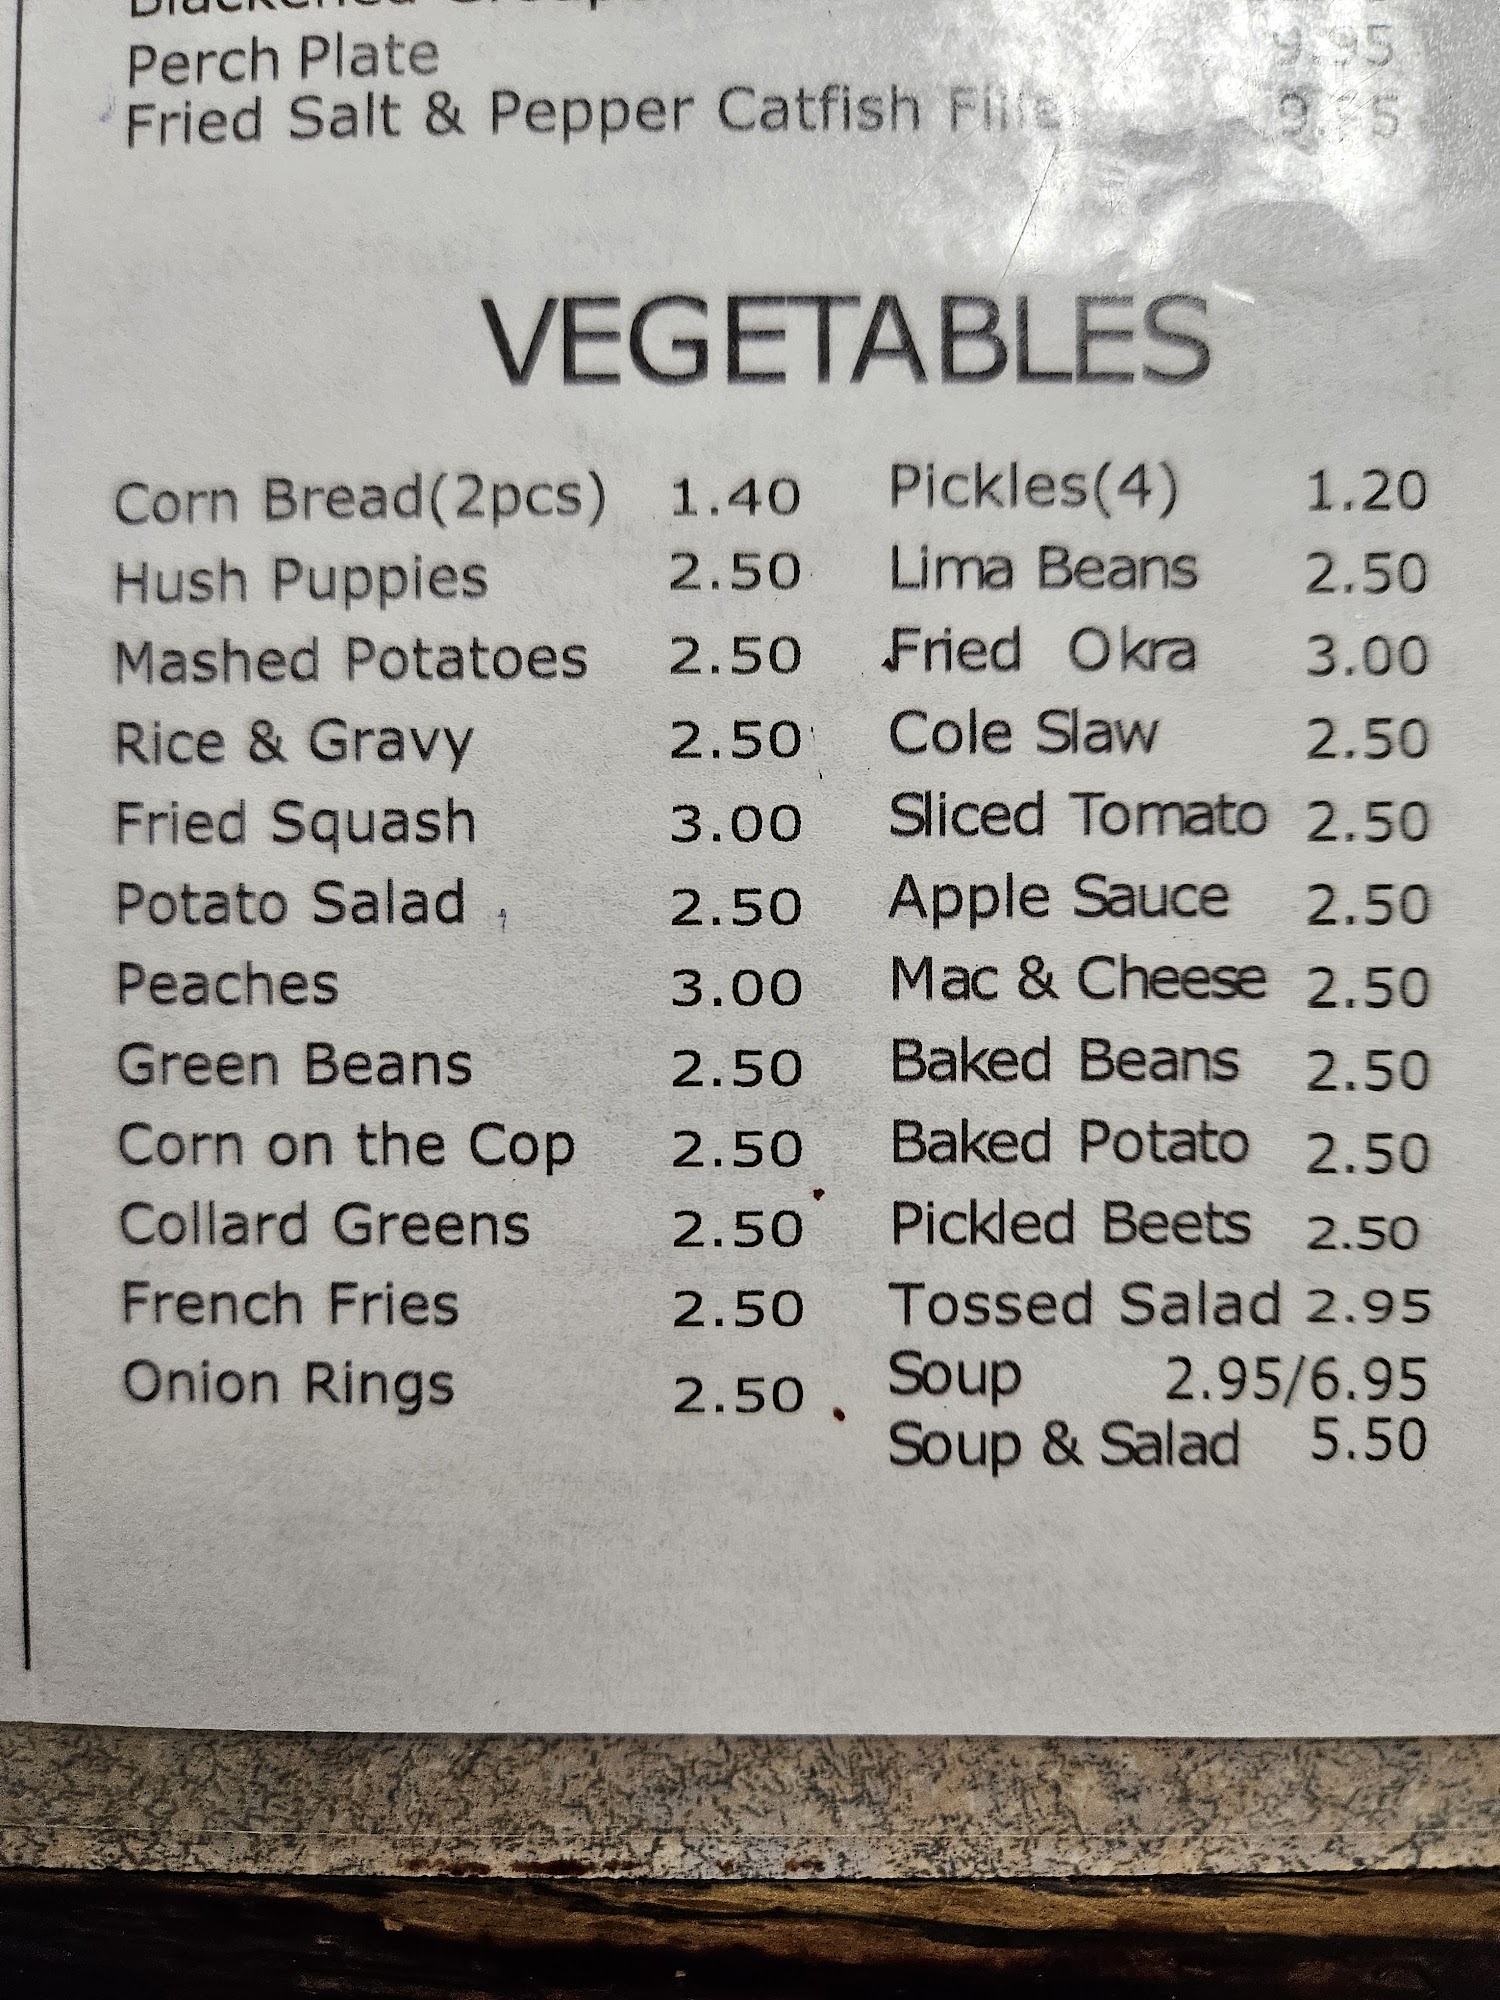 Perch Plate 9.95
Fried Salt & Pepper Catfish
VEGETABLES
Corn Bread(2pcs) 1.40
Hush Puppies 2.50
Mashed Potatoes 2.50
Rice & Gravy 2.50
Fried Squash 3.00
Potato Salad 2.50
Peaches 3.00
Green Beans 2.50
Corn on the Cop 2.50
Collard Greens 2.50
French Fries 2.50
Onion Rings 2.50
Pickles(4) 1.20
Lima Beans 2.50
Fried Okra 3.00
Cole Slaw 2.50
Sliced Tomato 2.50
Apple Sauce 2.50
Mac & Cheese 2.50
Baked Beans 2.50
Baked Potato 2.50
Pickled Beets 2.50
Tossed Salad 2.95
Soup 2.95/6.95
Soup & Salad 5.50